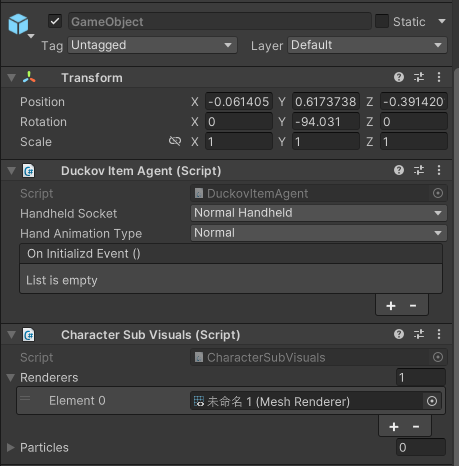 GameObject Static
Tag Untagged Layer Default
Transform
Position X -0.061405 Y 0.6173738 Z -0.391420
Rotation X 0 Y -94.031 Z 0
Scale X 1 Y 1 Z 1
Duckov Item Agent (Script)
Script DuckovItemAgent
Handheld Socket Normal Handheld
Hand Animation Type Normal
On Initializd Event ()
List is empty
+ -
Character Sub Visuals (Script)
Script CharacterSubVisuals
Renderers 1
Element 0 未命名 1 (Mesh Renderer)
+ -
Particles 0